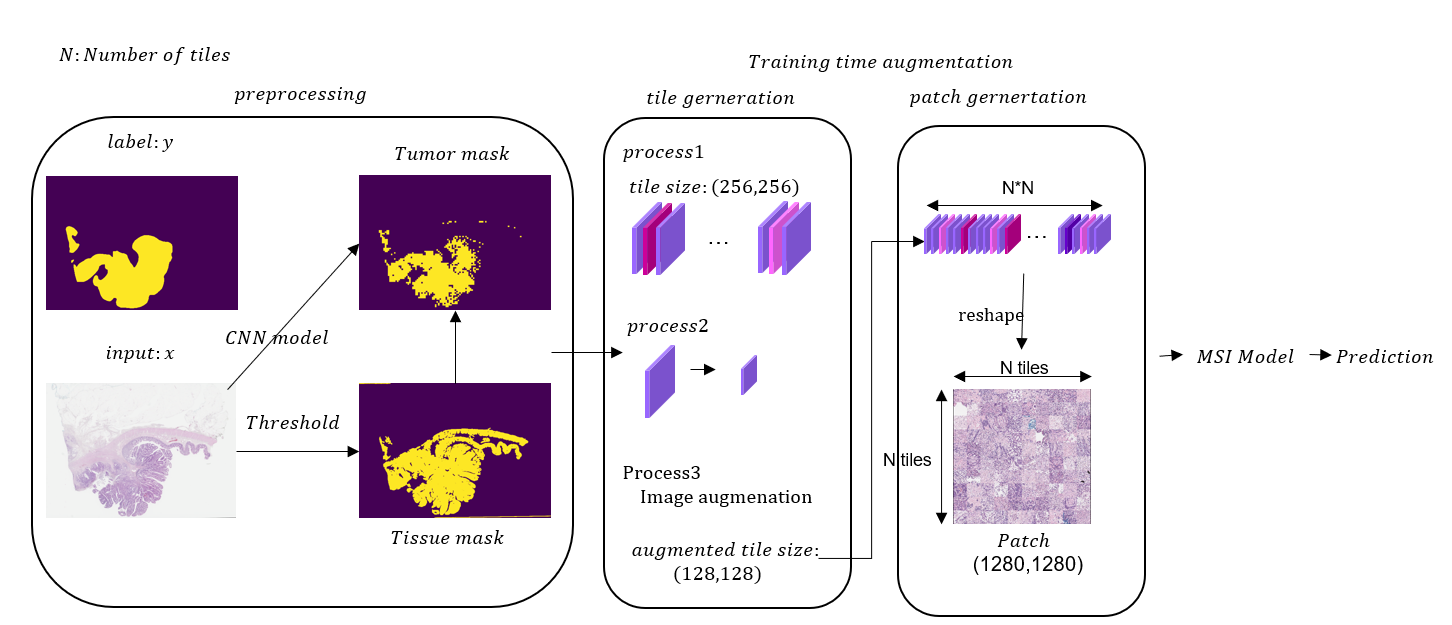 N: Number of tiles
Training time augmentation
preprocessing
tile gerneration
patch gernertation
label: y
Tumor mask
CNN model
input: x
Threshold
Tissue mask
process1
tile size: (256,256)
...
process2
Process3
Image augmenation
augmented tile size:
(128,128)
N*N
...
reshape
N tiles
N tiles
Patch
(1280,1280)
MSI Model
Prediction